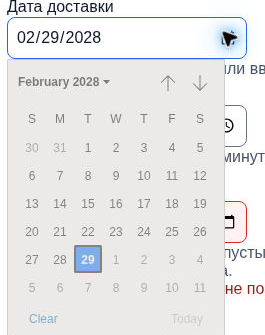 Дата доставки
02/29/2028
или вв
February 2028
S M T W T F S
30 31 1 2 3 4 5
6 7 8 9 10 11 12
минут
13 14 15 16 17 18 19
20 21 22 23 24 25 26
пусты
27 28 29 1 2 3 4
а.
5 6 7 8 9 10 11
не по
Clear Today